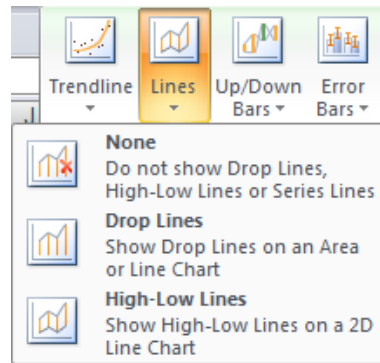 Trendline
Lines
Up/Down
Bars
Error
Bars
None
Do not show Drop Lines,
High-Low Lines or Series Lines
Drop Lines
Show Drop Lines on an Area
or Line Chart
High-Low Lines
Show High-Low Lines on a 2D
Line Chart